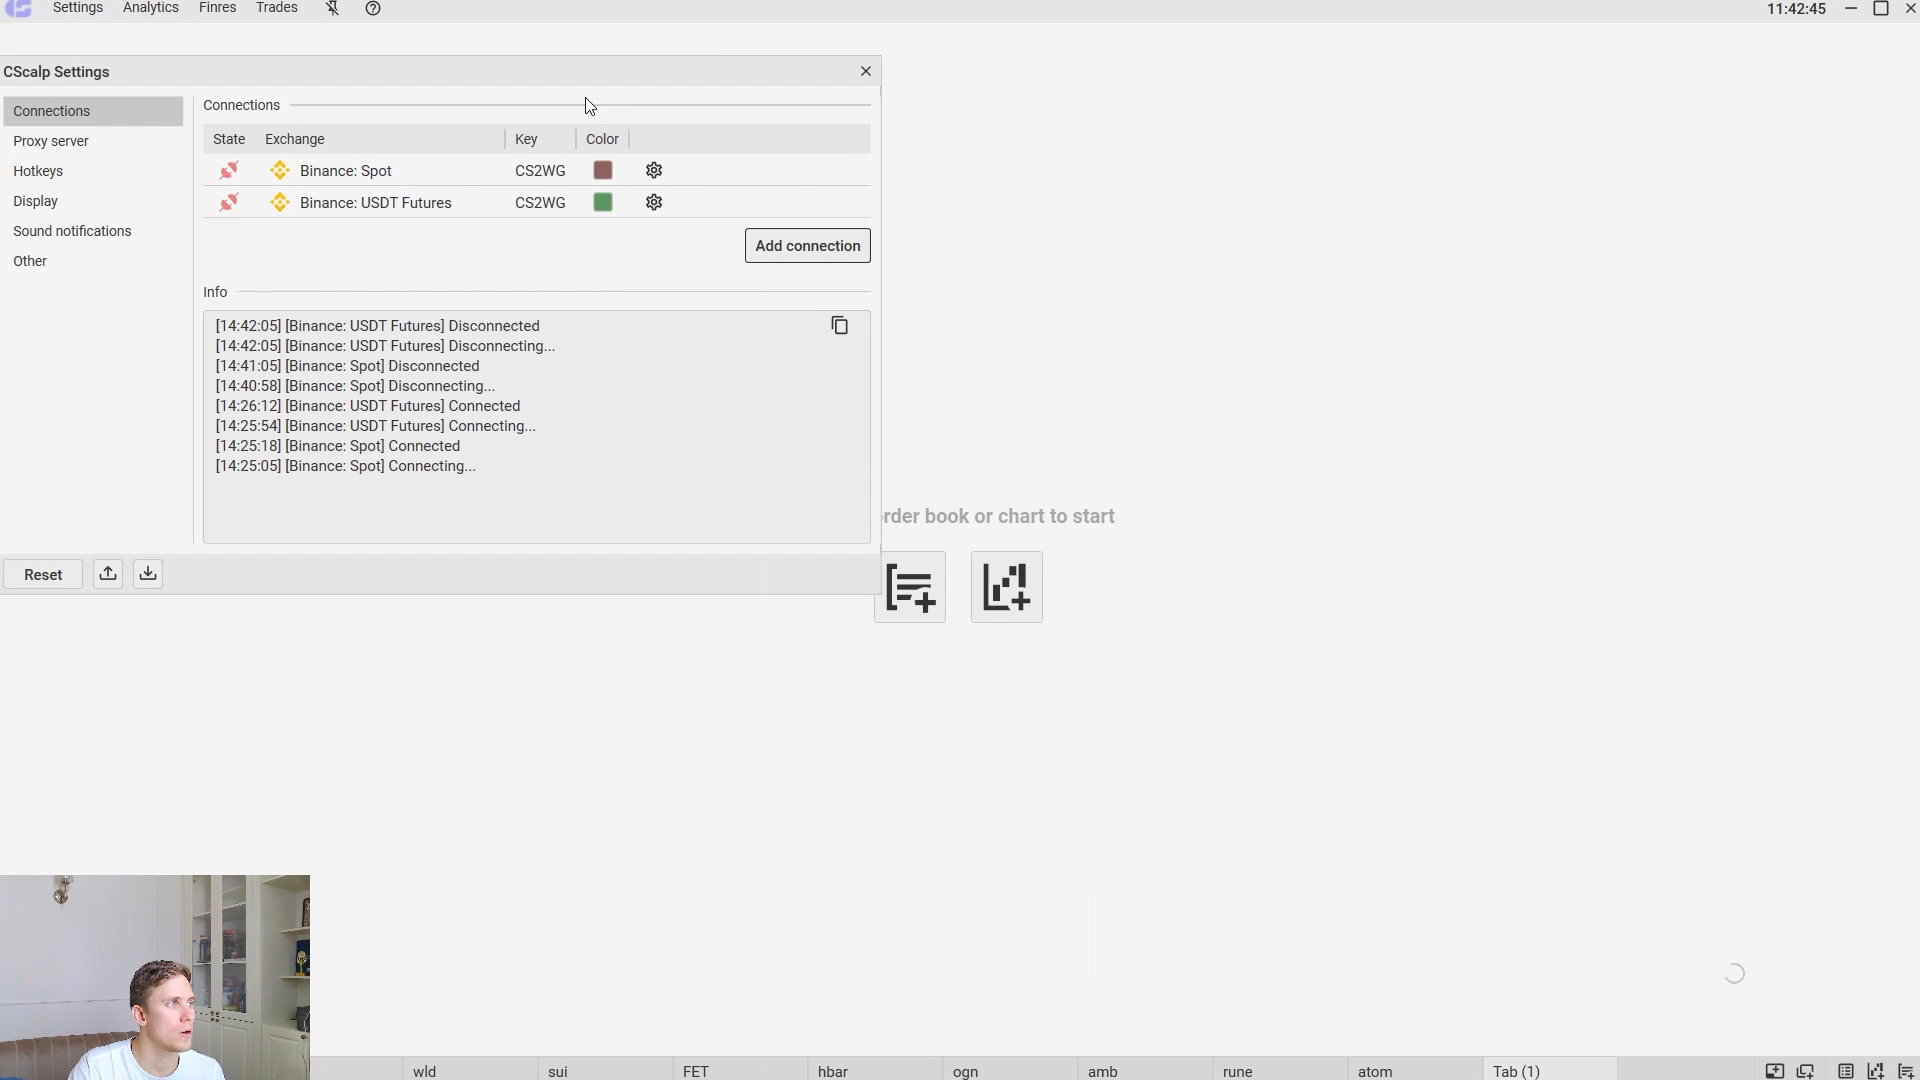 Settings Analytics Finres Trades
11:42:45
CScalp Settings
Connections
Proxy server
Hotkeys
Display
Sound notifications
Other
Connections
State Exchange Key Color
Binance: Spot CS2WG
Binance: USDT Futures CS2WG
Add connection
Info
[14:42:05] [Binance: USDT Futures] Disconnected
[14:42:05] [Binance: USDT Futures] Disconnecting...
[14:41:05] [Binance: Spot] Disconnected
[14:40:58] [Binance: Spot] Disconnecting...
[14:26:12] [Binance: USDT Futures] Connected
[14:25:54] [Binance: USDT Futures] Connecting...
[14:25:18] [Binance: Spot] Connected
[14:25:05] [Binance: Spot] Connecting...
Reset
rder book or chart to start
wld sui FET hbar ogn amb rune atom Tab (1)